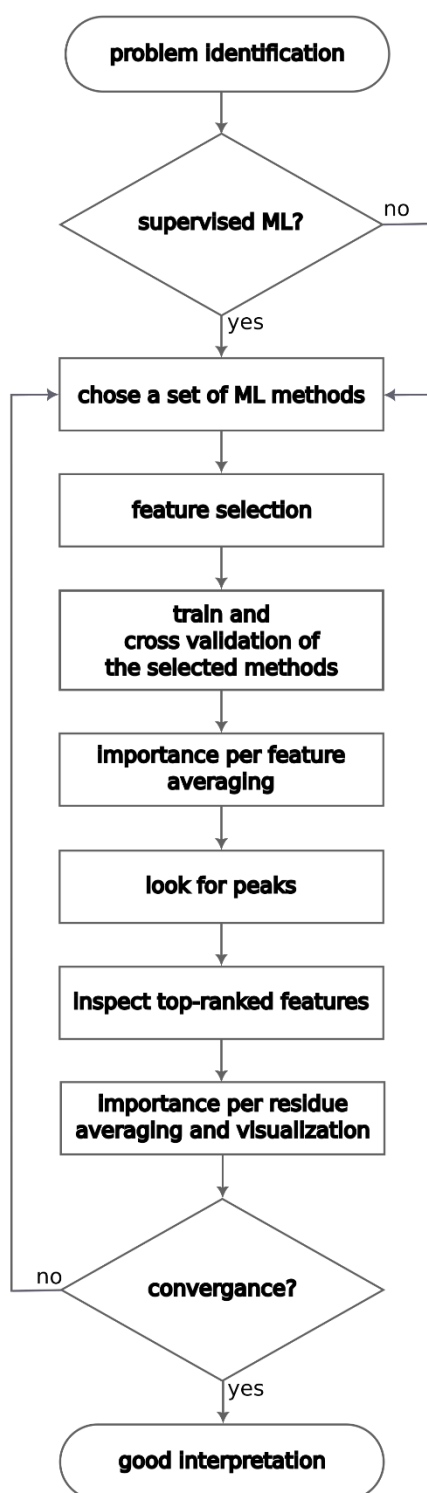 problem identification
supervised ML?
no
yes
chose a set of ML methods
feature selection
train and
cross validation of
the selected methods
importance per feature
averaging
look for peaks
inspect top-ranked features
importance per residue
averaging and visualization
no
convergance?
yes
good interpretation